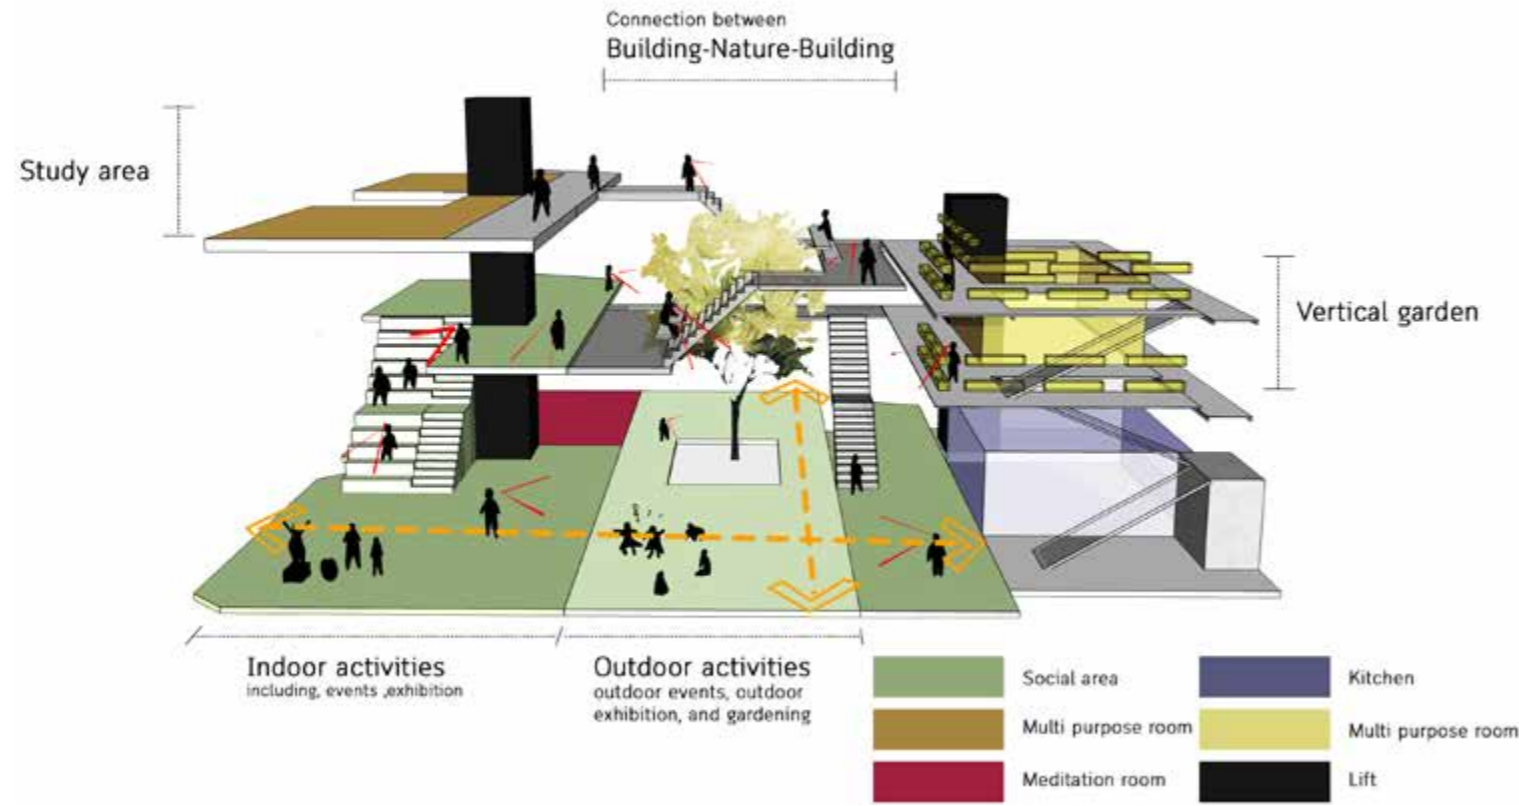 Connection between
Building-Nature-Building
Study area
Vertical garden
Indoor activities
including, events ,exhibition
Outdoor activities
outdoor events, outdoor
exhibition, and gardening
Social area
Kitchen
Multi purpose room
Multi purpose room
Meditation room
Lift